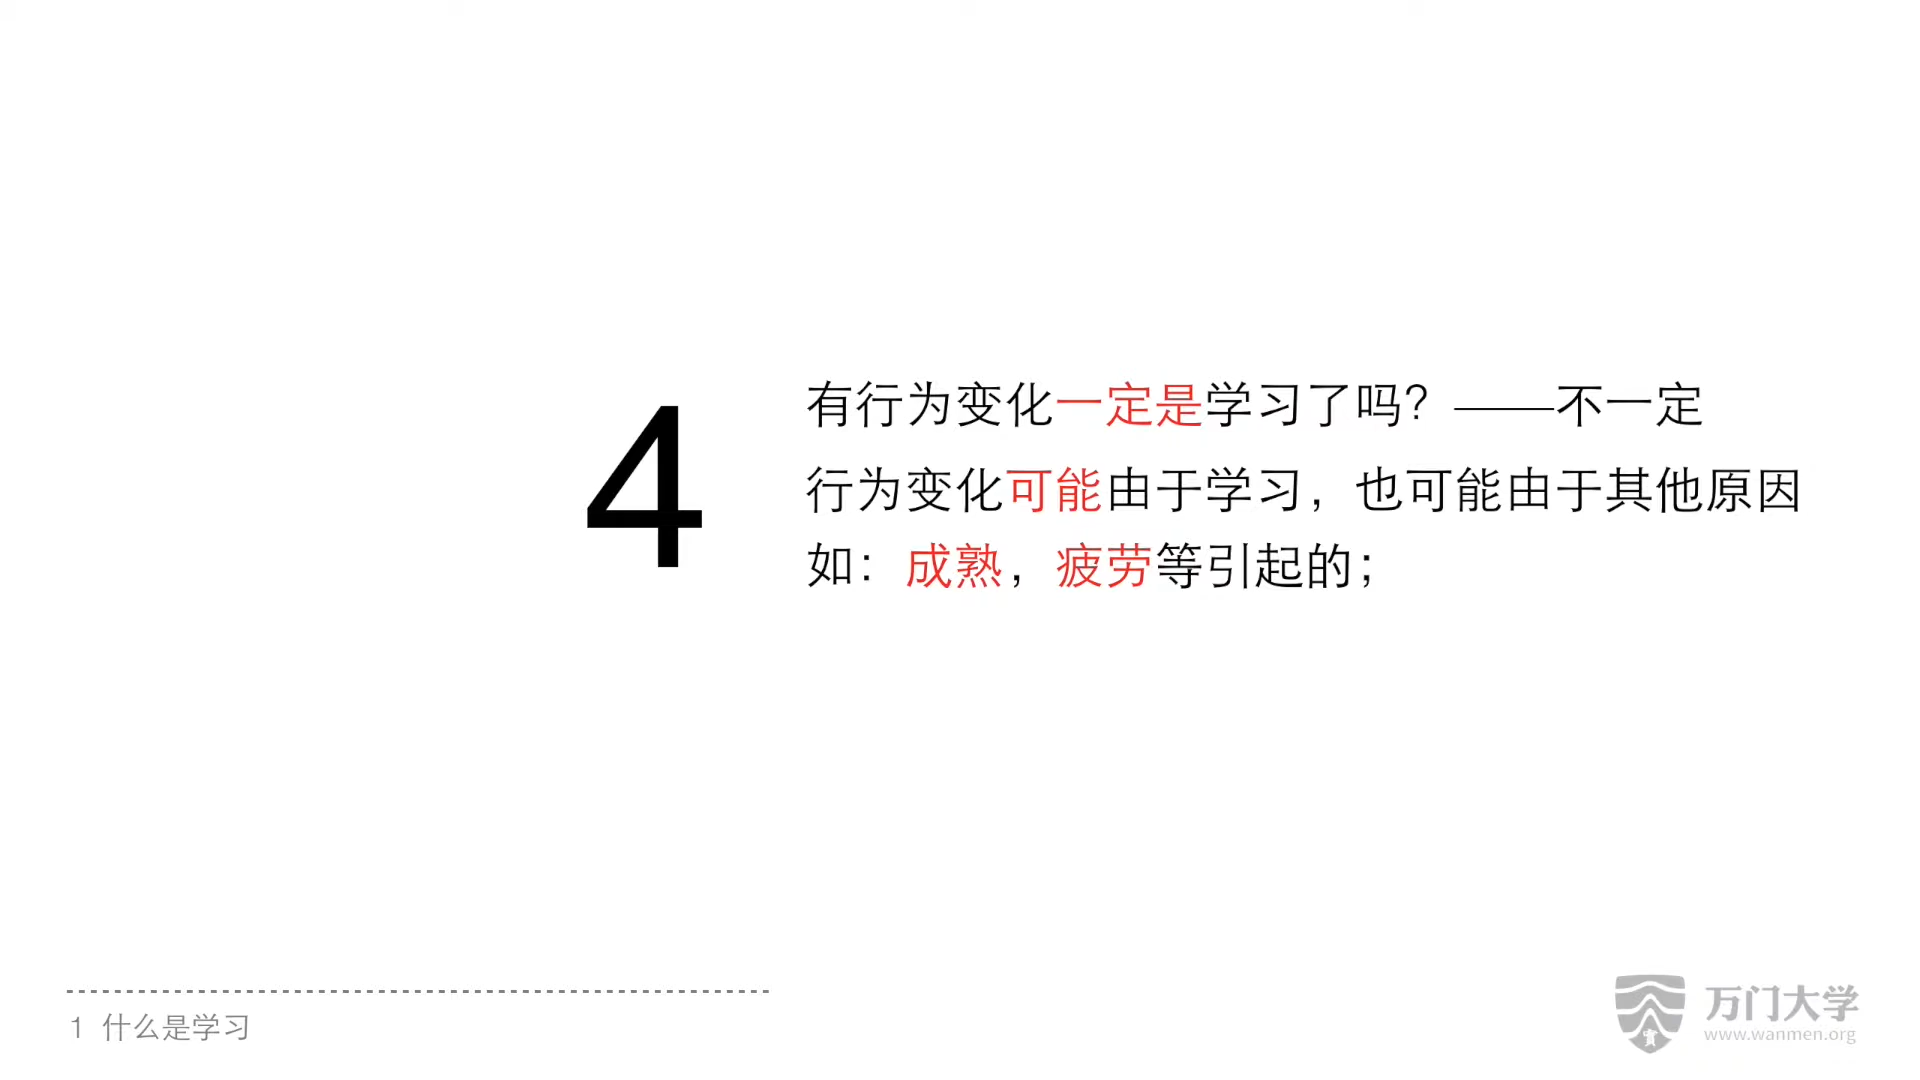 4
有行为变化一定是学习了吗？——不一定
行为变化可能由于学习，也可能由于其他原因
如：成熟，疲劳等引起的；
1 什么是学习
万门大学
www.wanmen.org